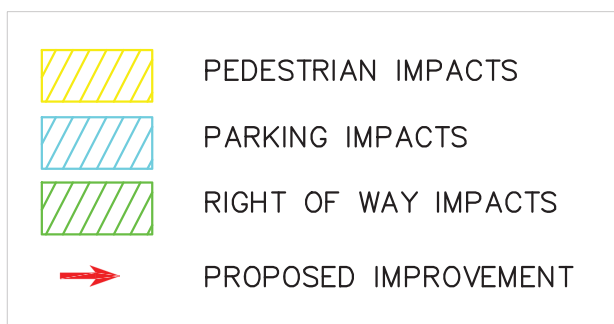 PEDESTRIAN IMPACTS
PARKING IMPACTS
RIGHT OF WAY IMPACTS
PROPOSED IMPROVEMENT